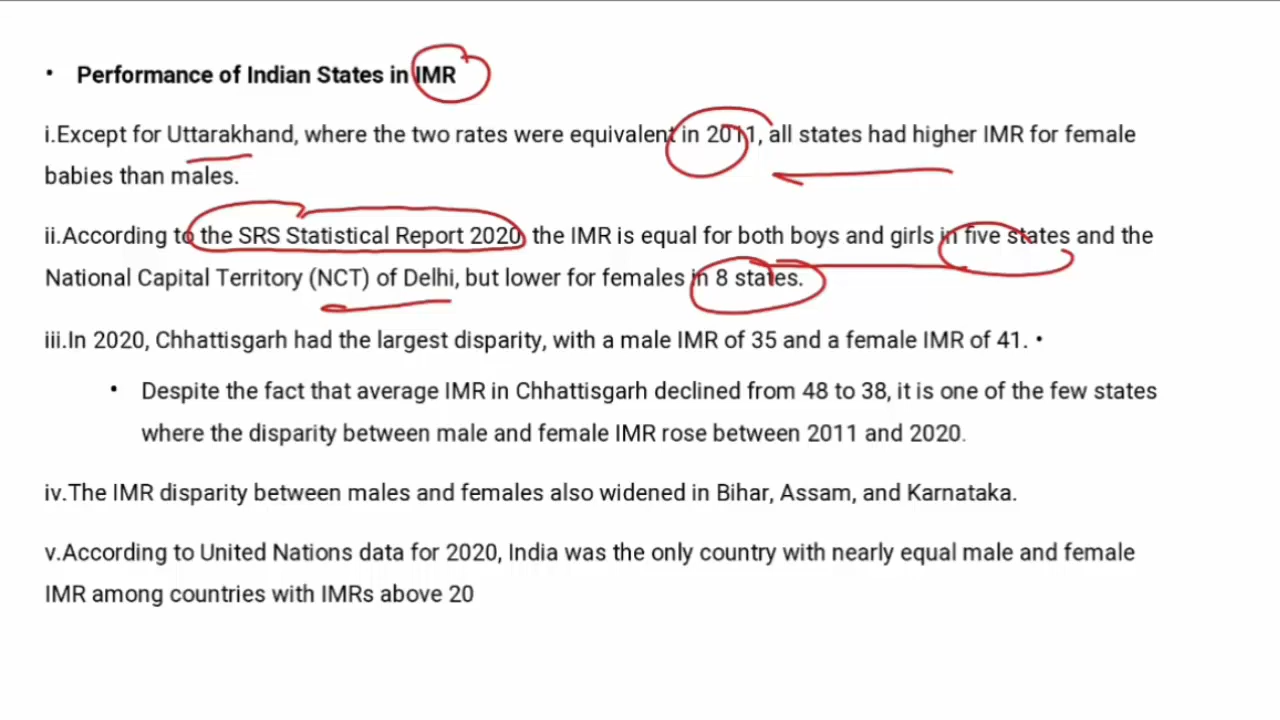 • Performance of Indian States in IMR
i.Except for Uttarakhand, where the two rates were equivalent in 2011, all states had higher IMR for female
babies than males.
ii.According to the SRS Statistical Report 2020, the IMR is equal for both boys and girls in five states and the
National Capital Territory (NCT) of Delhi, but lower for females in 8 states.
iii.In 2020, Chhattisgarh had the largest disparity, with a male IMR of 35 and a female IMR of 41. •
• Despite the fact that average IMR in Chhattisgarh declined from 48 to 38, it is one of the few states
where the disparity between male and female IMR rose between 2011 and 2020.
iv.The IMR disparity between males and females also widened in Bihar, Assam, and Karnataka.
v.According to United Nations data for 2020, India was the only country with nearly equal male and female
IMR among countries with IMRs above 20